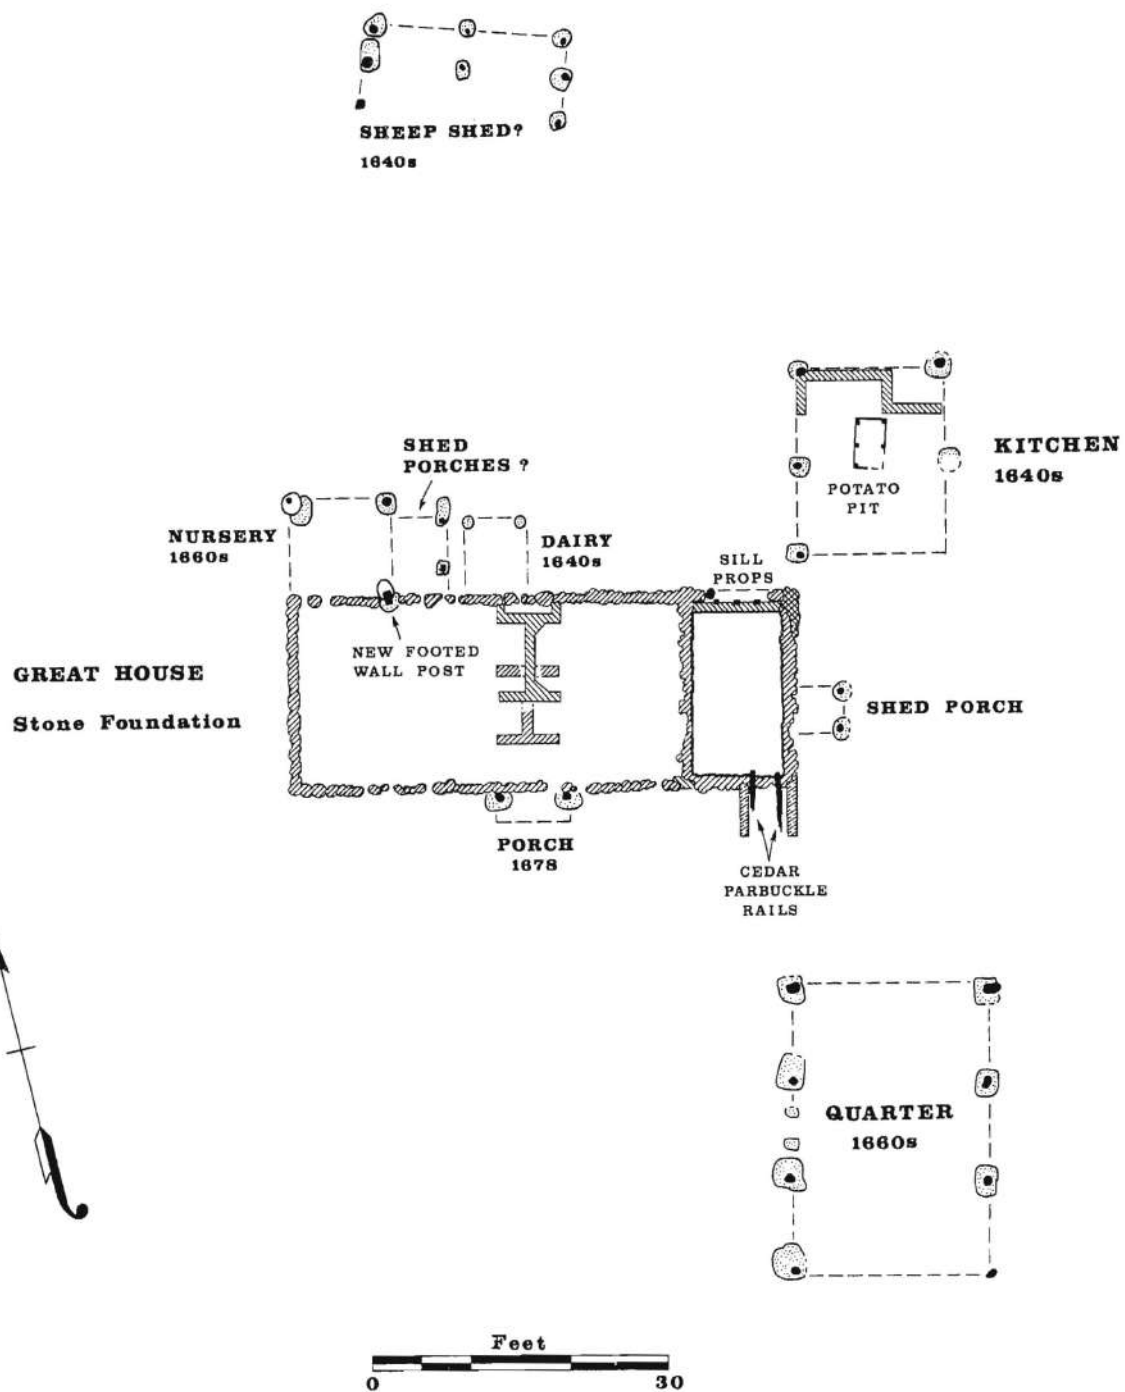 SHEEP SHED?
1640s
KITCHEN
1640s
POTATO
PIT
SHED
PORCHES ?
NURSERY
1660s
DAIRY
1640s
SILL
PROPS
NEW FOOTED
WALL POST
GREAT HOUSE
Stone Foundation
SHED PORCH
PORCH
1678
CEDAR
PARBUCKLE
RAILS
QUARTER
1660s
Feet
0 30